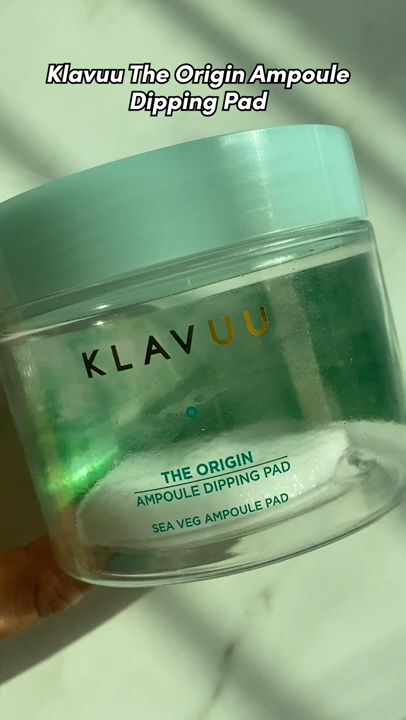 Klavuu The Origin Ampoule
Dipping Pad
KLAVUU
THE ORIGIN
AMPOULE DIPPING PAD
SEA VEG AMPOULE PAD